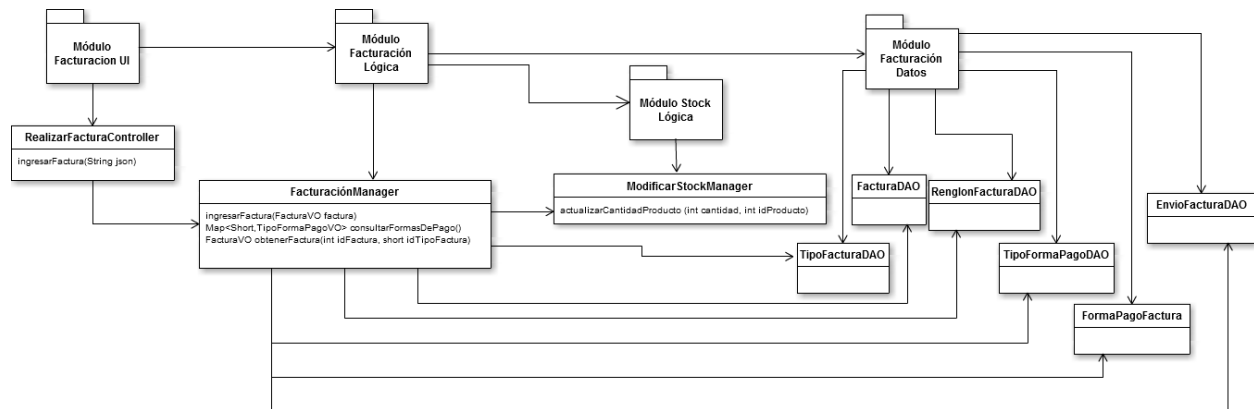 Módulo
Facturacion UI
Módulo
Facturación
Lógica
Módulo
Facturación
Datos
Módulo Stock
Lógica
RealizarFacturaController
ingresarFactura(String json)
FacturaciónManager
ingresarFactura(FacturaVO factura)
Map<Short,TipoFormaPagoVO> consultarFormasDePago()
FacturaVO obtenerFactura(int idFactura, short idTipoFactura)
ModificarStockManager
actualizarCantidadProducto (int cantidad, int idProducto)
FacturaDAO
RenglonFacturaDAO
EnvioFacturaDAO
TipoFacturaDAO
TipoFormaPagoDAO
FormaPagoFactura